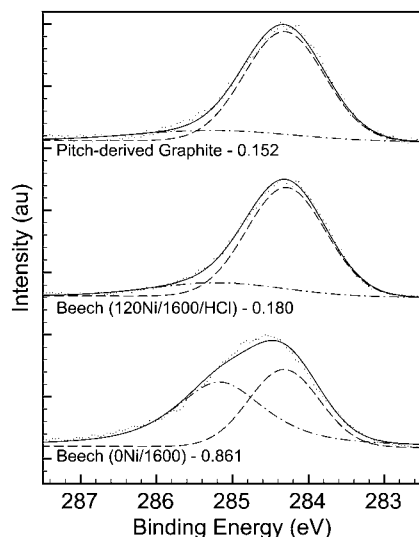 Intensity (au)
Pitch-derived Graphite - 0.152
Beech (120Ni/1600/HCl) - 0.180
Beech (0Ni/1600) - 0.861
287 286 285 284 283
Binding Energy (eV)